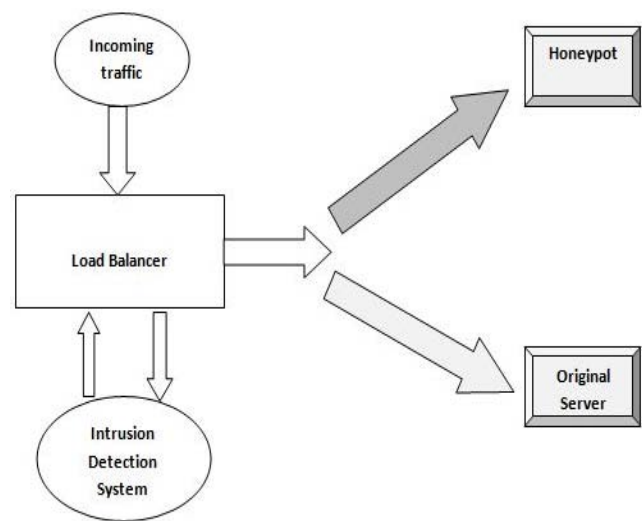 Incoming
traffic
Honeypot
Load Balancer
Original
Server
Intrusion
Detection
System